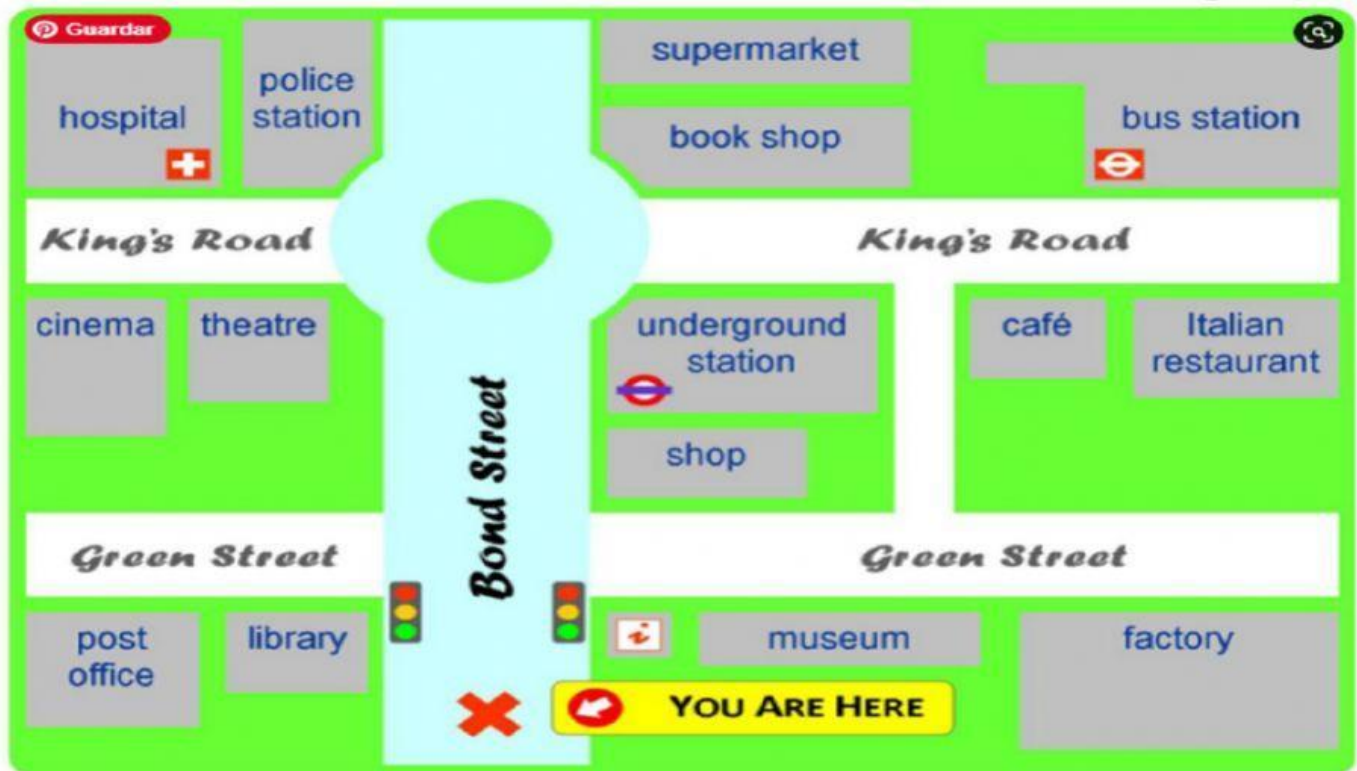 Guardar
hospital
police
station
supermarket
book shop
bus station
King's Road
King's Road
cinema
theatre
underground
station
café
Italian
restaurant
shop
Bond Street
Green Street
Green Street
post
office
library
i
museum
factory
YOU ARE HERE